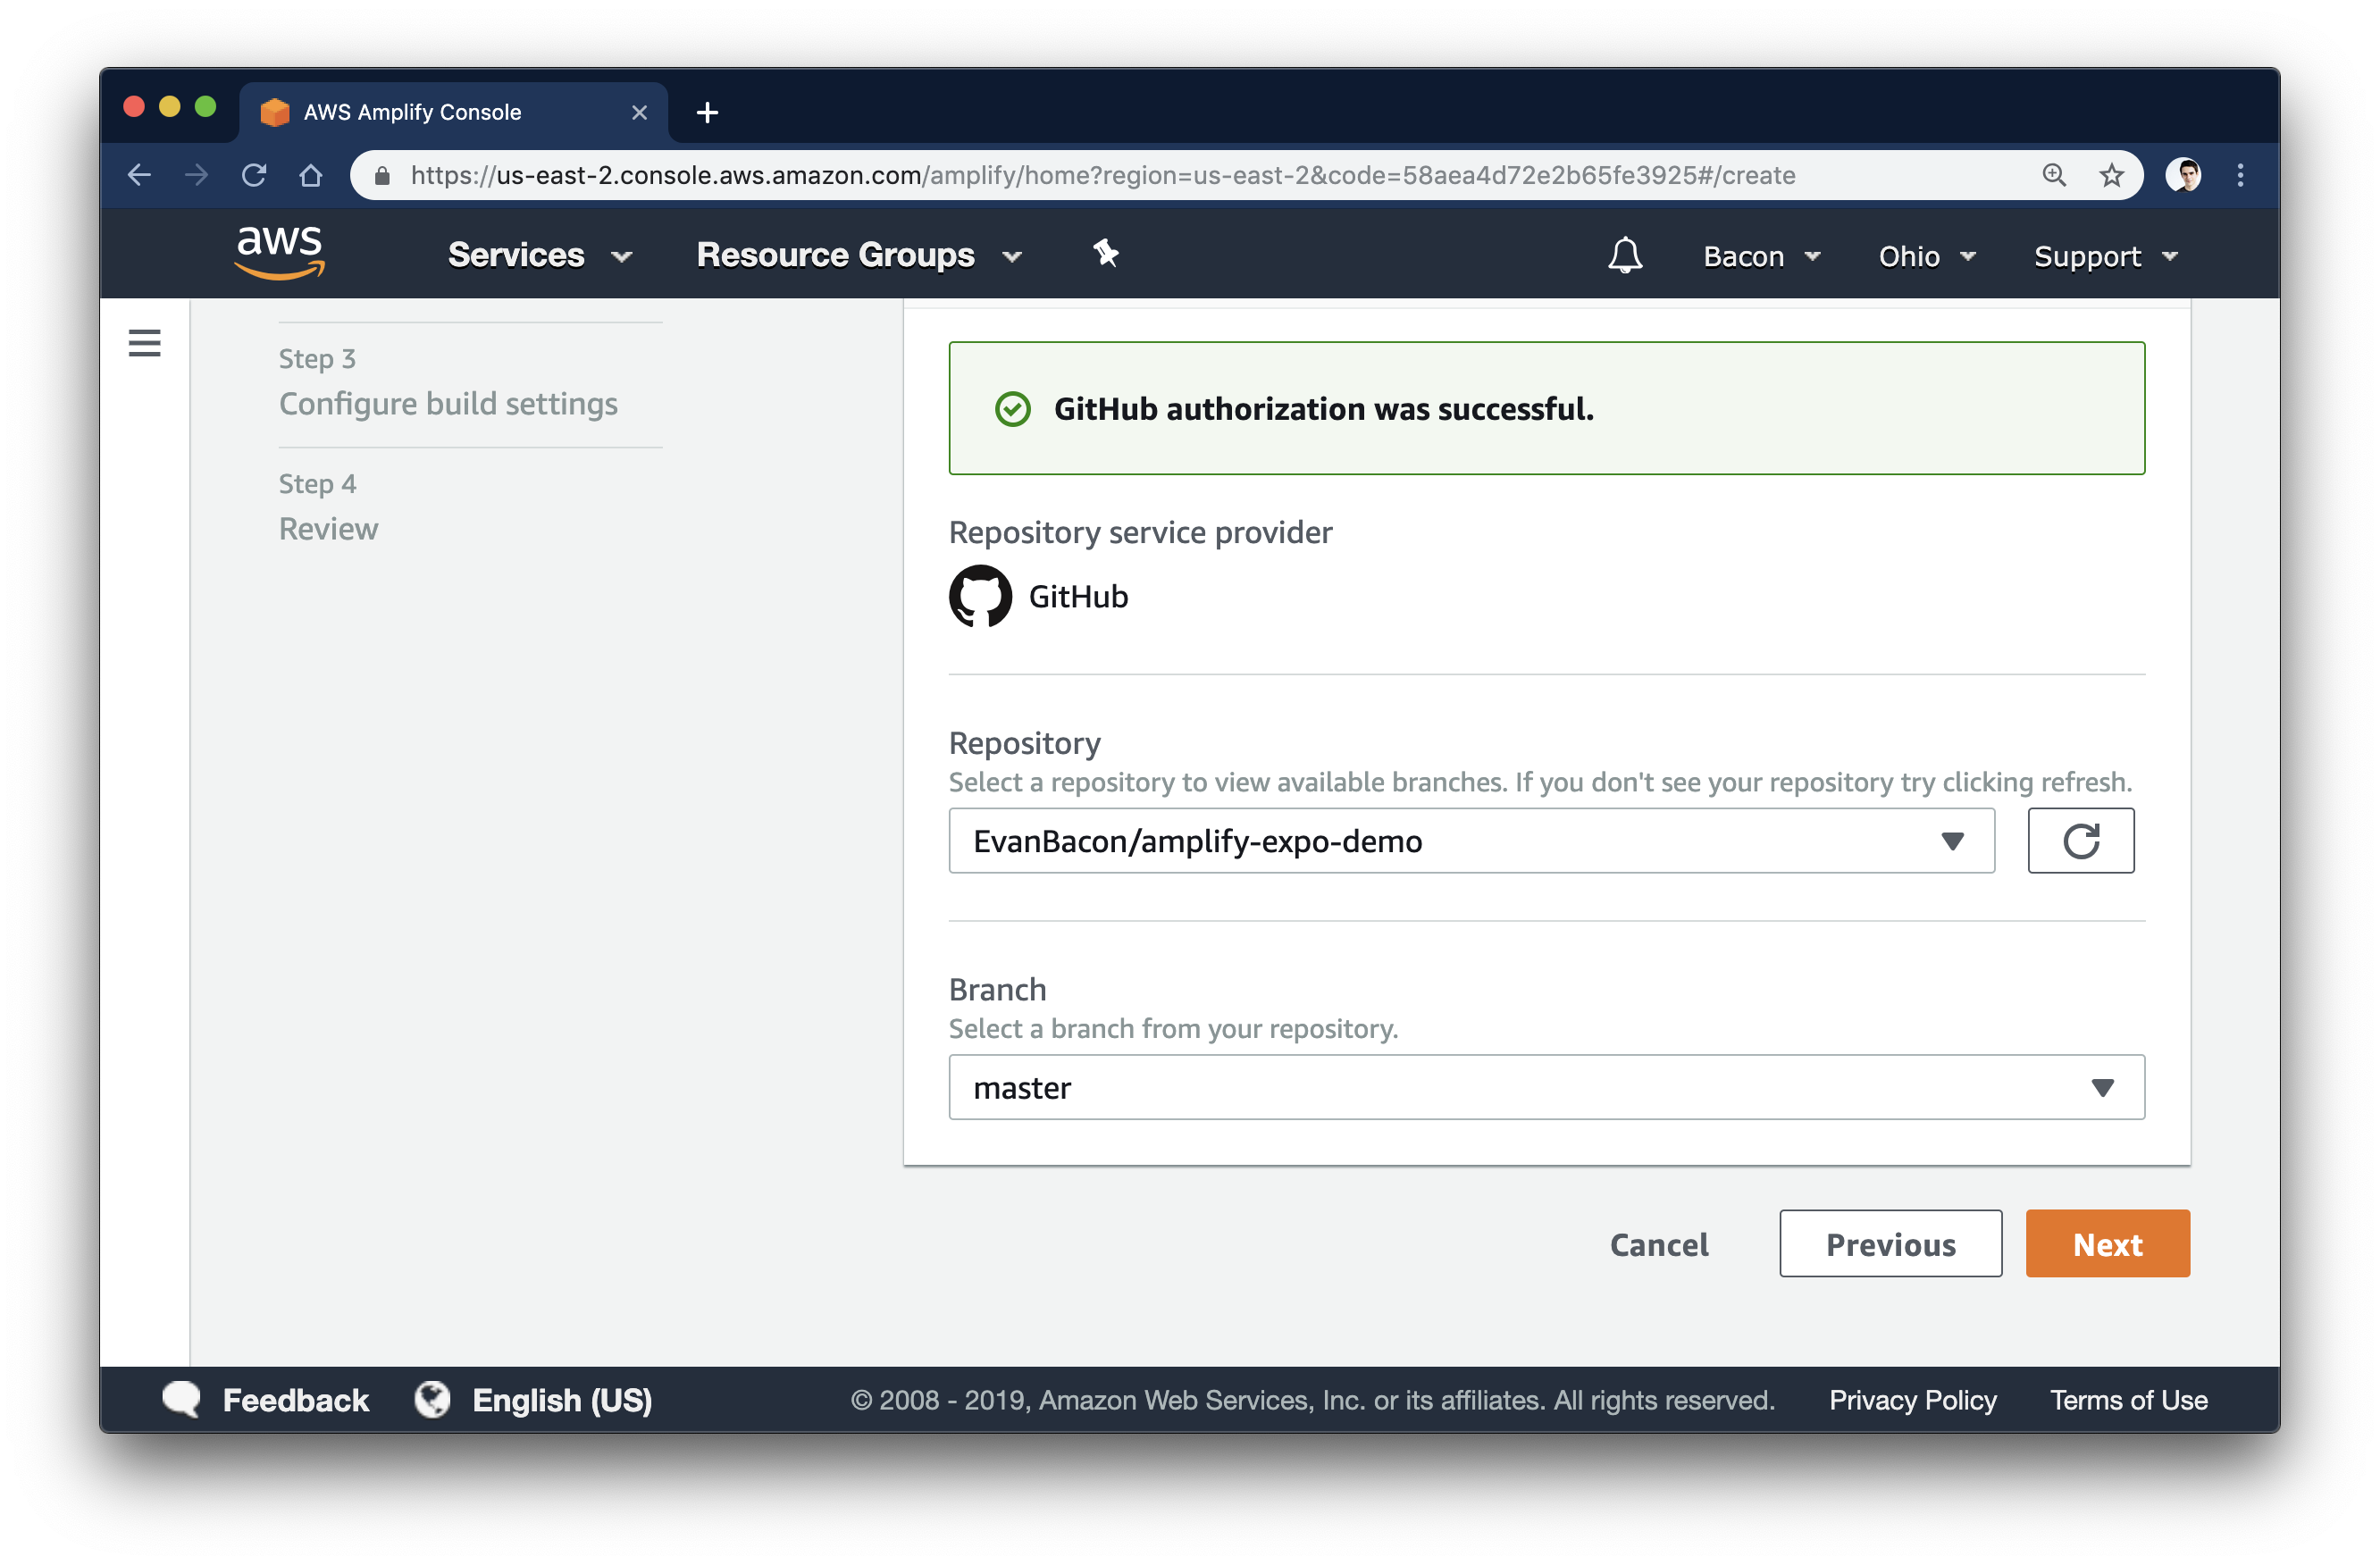 AWS Amplify Console
https://us-east-2.console.aws.amazon.com/amplify/home?region=us-east-2&code=58aea4d72e2b65fe3925#/create
aws Services Resource Groups Bacon Ohio Support
Step 3
Configure build settings
Step 4
Review
GitHub authorization was successful.
Repository service provider
GitHub
Repository
Select a repository to view available branches. If you don't see your repository try clicking refresh.
EvanBacon/amplify-expo-demo
Branch
Select a branch from your repository.
master
Cancel Previous Next
Feedback English (US) © 2008 - 2019, Amazon Web Services, Inc. or its affiliates. All rights reserved. Privacy Policy Terms of Use